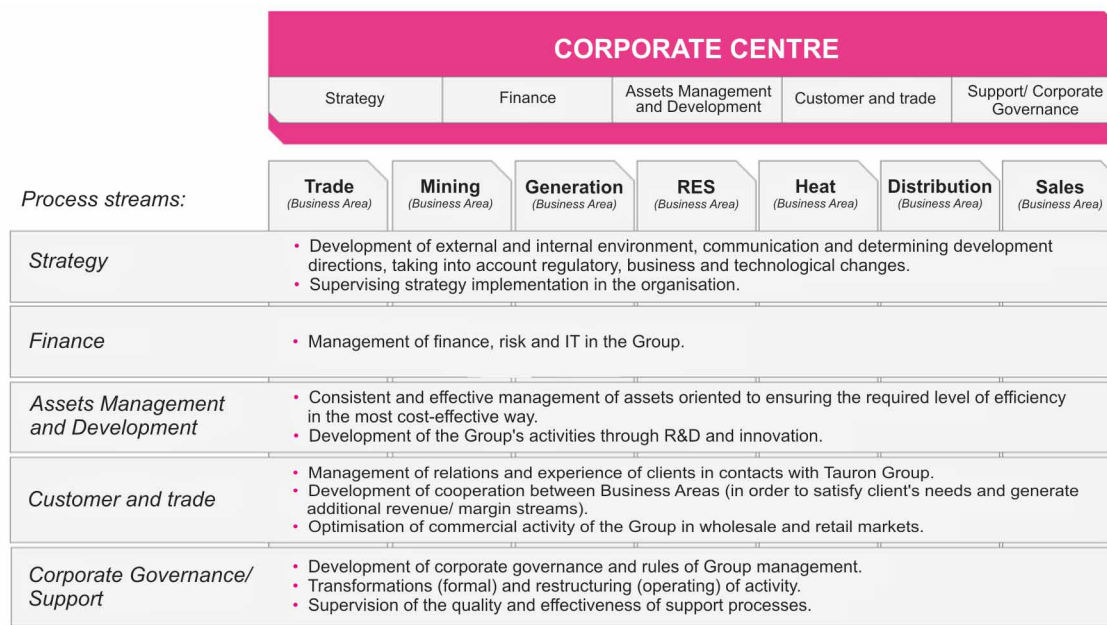 CORPORATE CENTRE
Strategy
Finance
Assets Management
and Development
Customer and trade
Support/ Corporate
Governance
Process streams:
Trade
(Business Area)
Mining
(Business Area)
Generation
(Business Area)
RES
(Business Area)
Heat
(Business Area)
Distribution
(Business Area)
Sales
(Business Area)
Strategy
• Development of external and internal environment, communication and determining development
directions, taking into account regulatory, business and technological changes.
• Supervising strategy implementation in the organisation.
Finance
• Management of finance, risk and IT in the Group.
Assets Management
and Development
• Consistent and effective management of assets oriented to ensuring the required level of efficiency
in the most cost-effective way.
• Development of the Group's activities through R&D and innovation.
Customer and trade
• Management of relations and experience of clients in contacts with Tauron Group.
• Development of cooperation between Business Areas (in order to satisfy client's needs and generate
additional revenue/ margin streams).
• Optimisation of commercial activity of the Group in wholesale and retail markets.
Corporate Governance/
Support
• Development of corporate governance and rules of Group management.
• Transformations (formal) and restructuring (operating) of activity.
• Supervision of the quality and effectiveness of support processes.